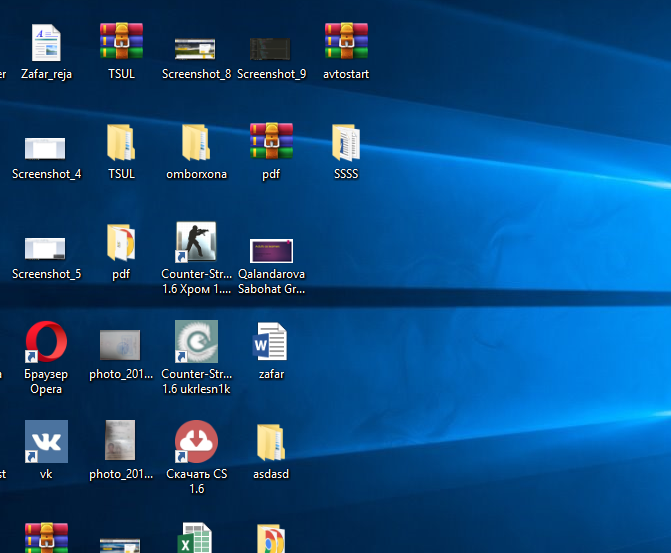 er
Zafar_reja
TSUL
Screenshot_8
Screenshot_9
avtostart
Screenshot_4
TSUL
omborxona
pdf
SSSS
Screenshot_5
pdf
Counter-Str...
1.6 Хром 1....
Qalandarova
Sabohat Gr...
Браузер
Opera
photo_201...
Counter-Str...
1.6 ukrlesn1k
zafar
st
vk
photo_201...
Скачать CS
1.6
asdasd